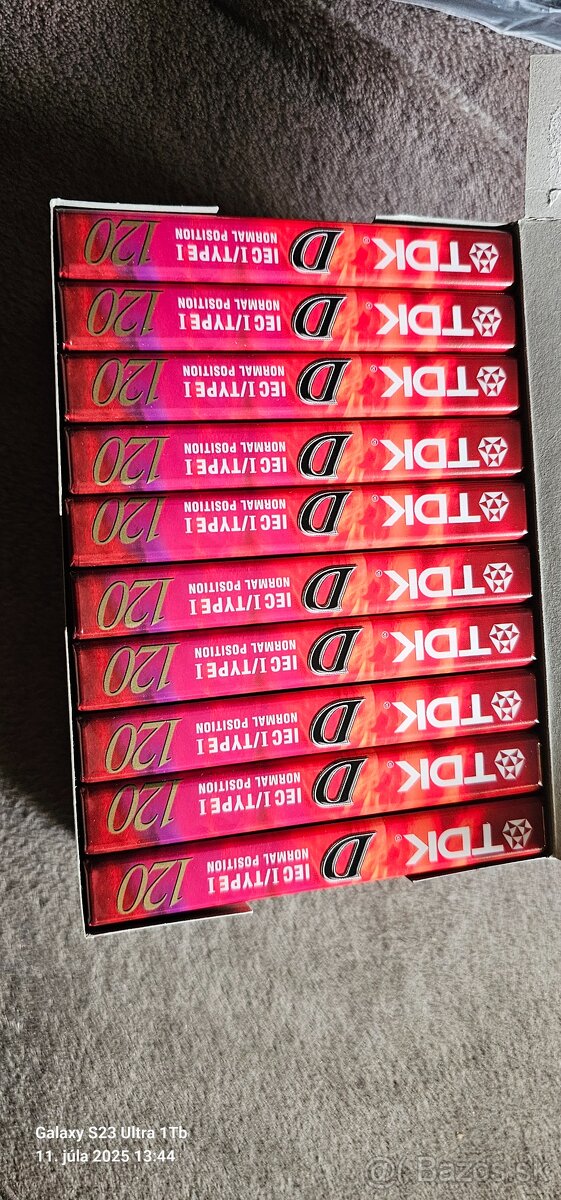 TDK® D IEC I/TYPE I 120
NORMAL POSITION
TDK® D IEC I/TYPE I 120
NORMAL POSITION
TDK® D IEC I/TYPE I 120
NORMAL POSITION
TDK® D IEC I/TYPE I 120
NORMAL POSITION
TDK® D IEC I/TYPE I 120
NORMAL POSITION
TDK® D IEC I/TYPE I 120
NORMAL POSITION
TDK® D IEC I/TYPE I 120
NORMAL POSITION
TDK® D IEC I/TYPE I 120
NORMAL POSITION
TDK® D IEC I/TYPE I 120
NORMAL POSITION
TDK® D IEC I/TYPE I 120
NORMAL POSITION
Galaxy S23 Ultra 1Tb
11. júla 2025 13:44
@ Bazos.sk